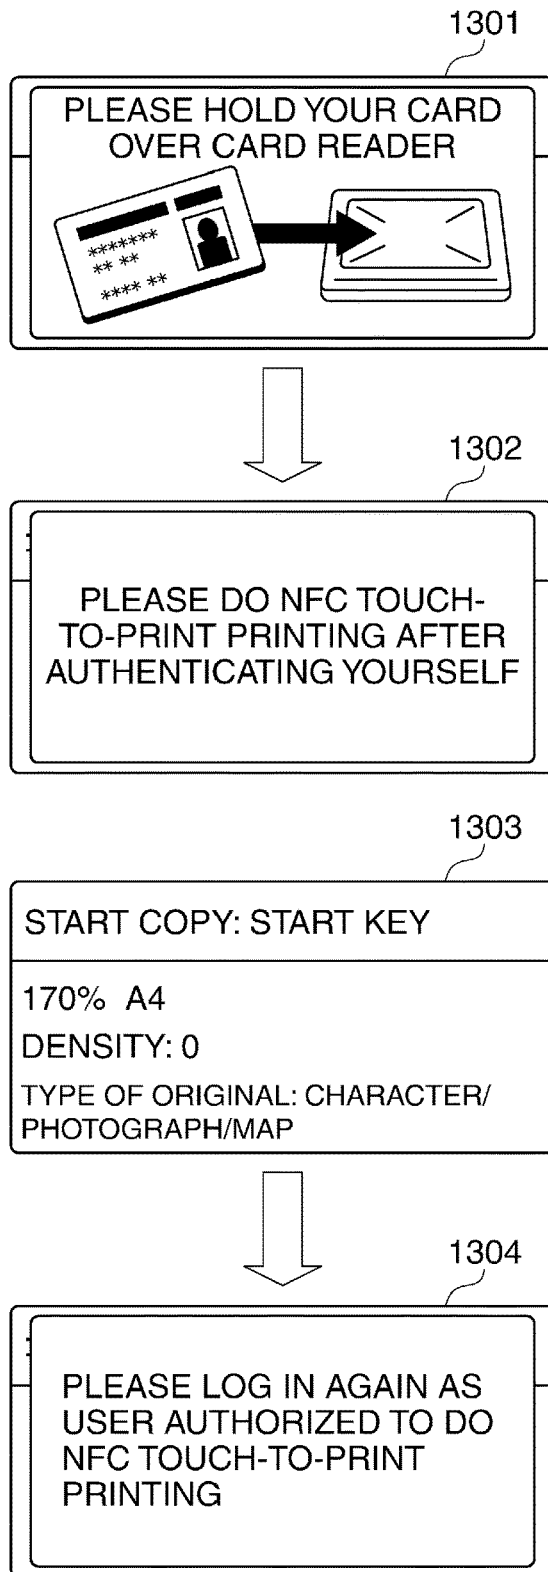 1301
PLEASE HOLD YOUR CARD
OVER CARD READER
*******
** **
**** **
1302
PLEASE DO NFC TOUCH-
TO-PRINT PRINTING AFTER
AUTHENTICATING YOURSELF
1303
START COPY: START KEY
170% A4
DENSITY: 0
TYPE OF ORIGINAL: CHARACTER/
PHOTOGRAPH/MAP
1304
PLEASE LOG IN AGAIN AS
USER AUTHORIZED TO DO
NFC TOUCH-TO-PRINT
PRINTING